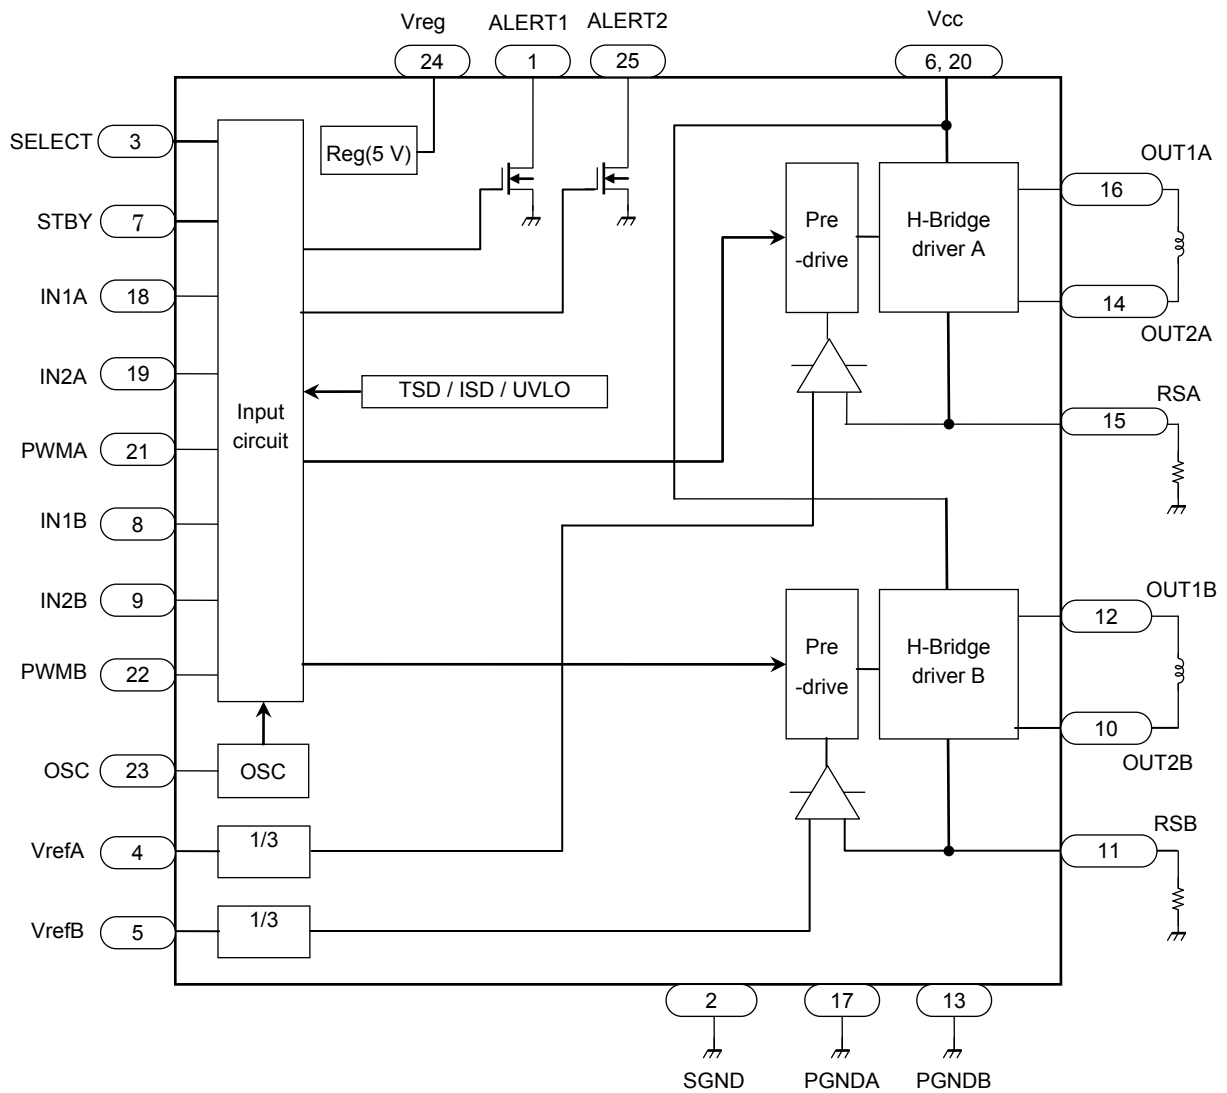 Vreg
ALERT1
ALERT2
Vcc
24
1
25
6, 20
SELECT
3
Reg(5 V)
OUT1A
16
STBY
7
Pre
-drive
H-Bridge
driver A
IN1A
18
14
OUT2A
IN2A
19
TSD / ISD / UVLO
RSA
15
Input
circuit
PWMA
21
IN1B
8
IN2B
9
OUT1B
12
PWMB
22
Pre
-drive
H-Bridge
driver B
10
OUT2B
OSC
23
OSC
VrefA
4
1/3
RSB
11
VrefB
5
1/3
2
17
13
SGND
PGNDA
PGNDB